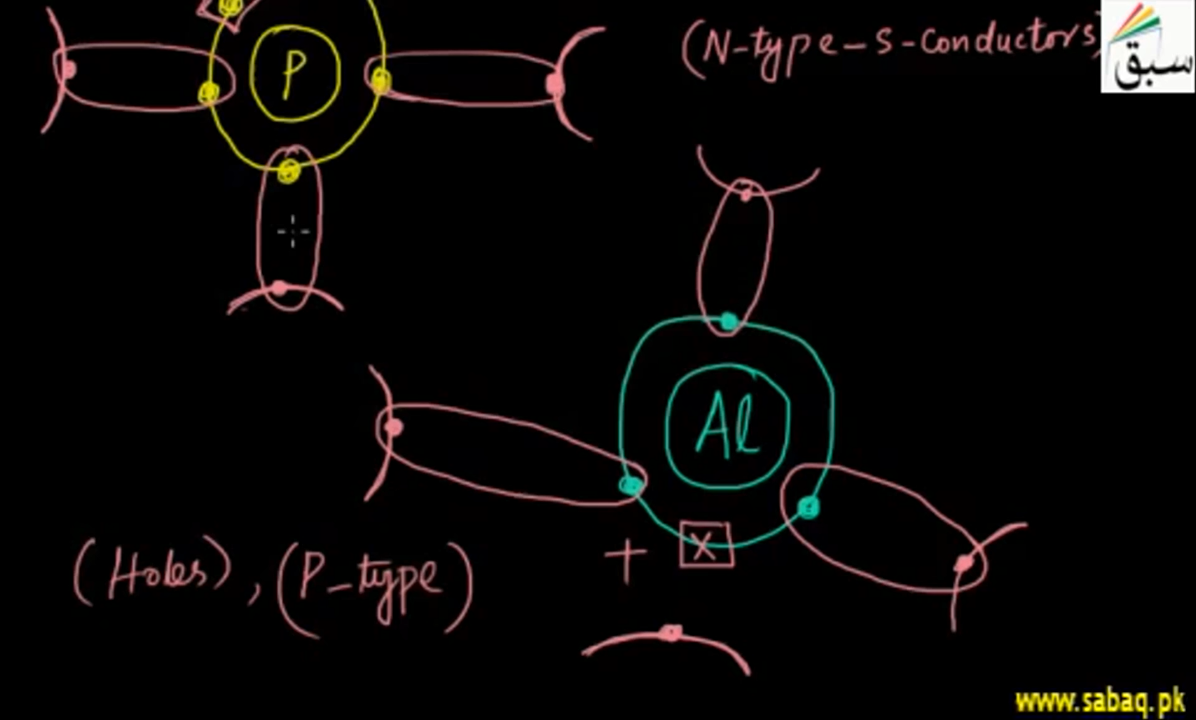 P
(N-type-S-Conductors)
سبق
Al
+ X
(Holes), (P-type)
www.sabaq.pk